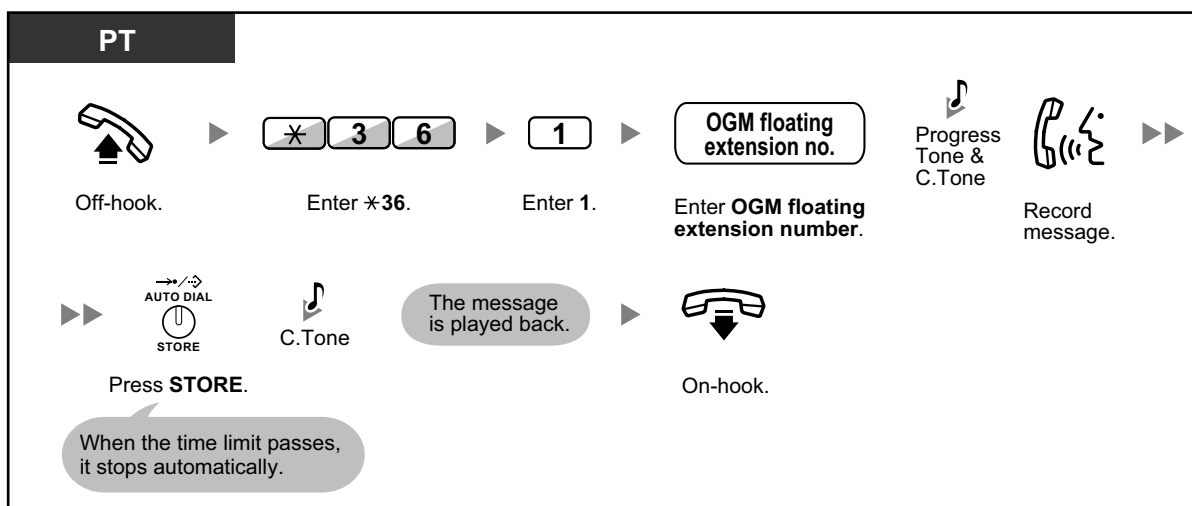 PT
* 3 6
1
OGM floating
extension no.
Progress
Tone &
C.Tone
Off-hook.
Enter *36.
Enter 1.
Enter OGM floating
extension number.
Record
message.
AUTO DIAL
STORE
C.Tone
The message
is played back.
Press STORE.
On-hook.
When the time limit passes,
it stops automatically.